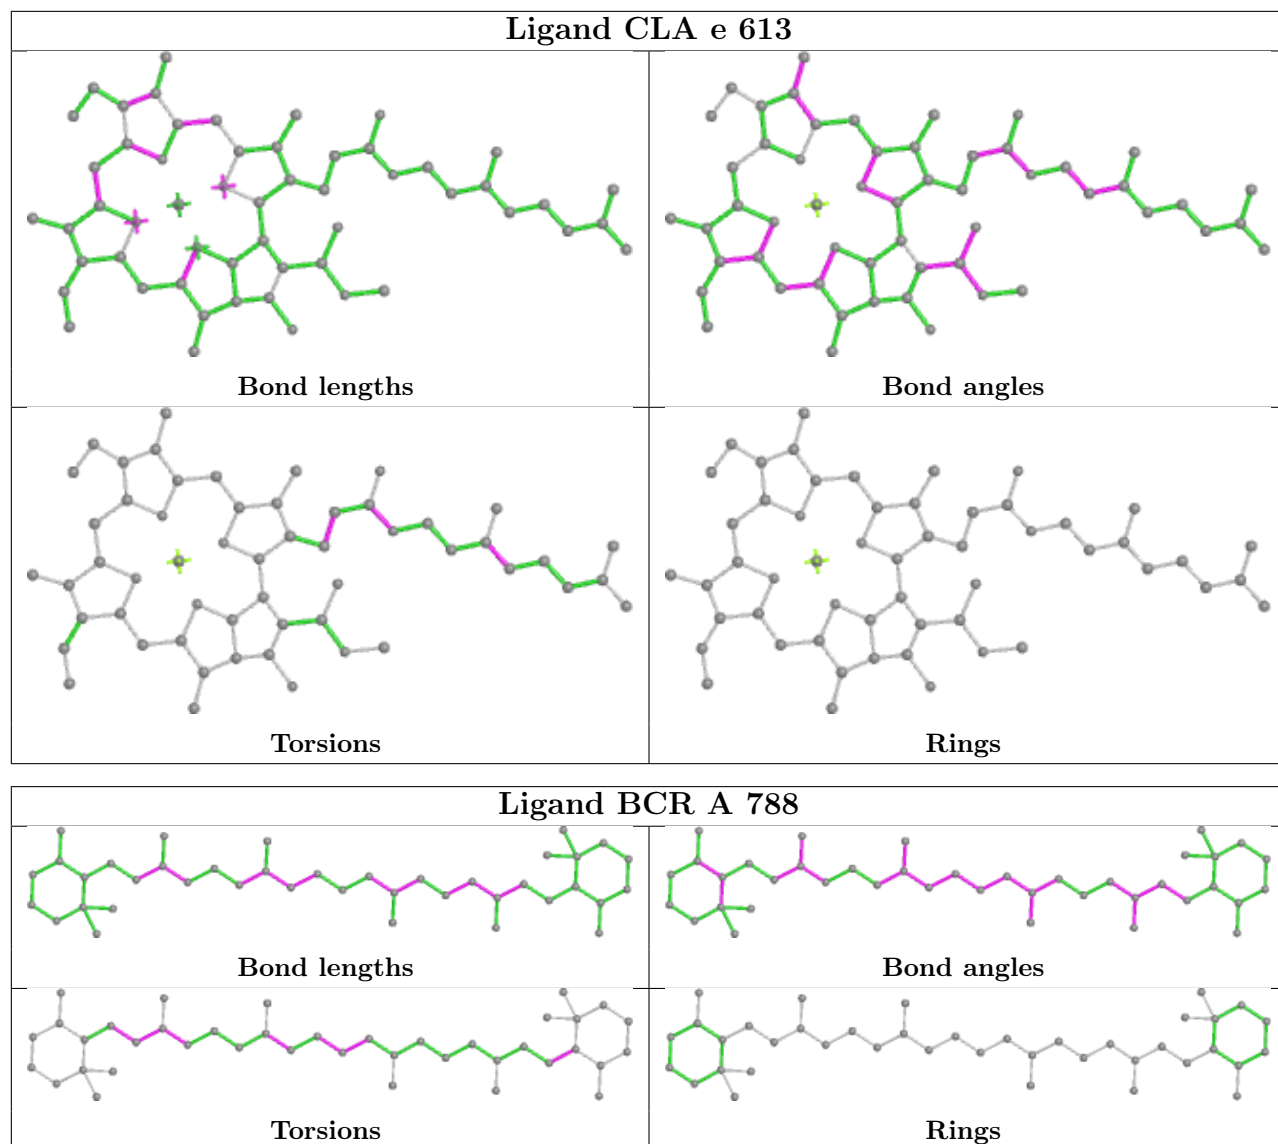 Ligand CLA e 613
Bond lengths
Bond angles
Torsions
Rings
Ligand BCR A 788
Bond lengths
Bond angles
Torsions
Rings